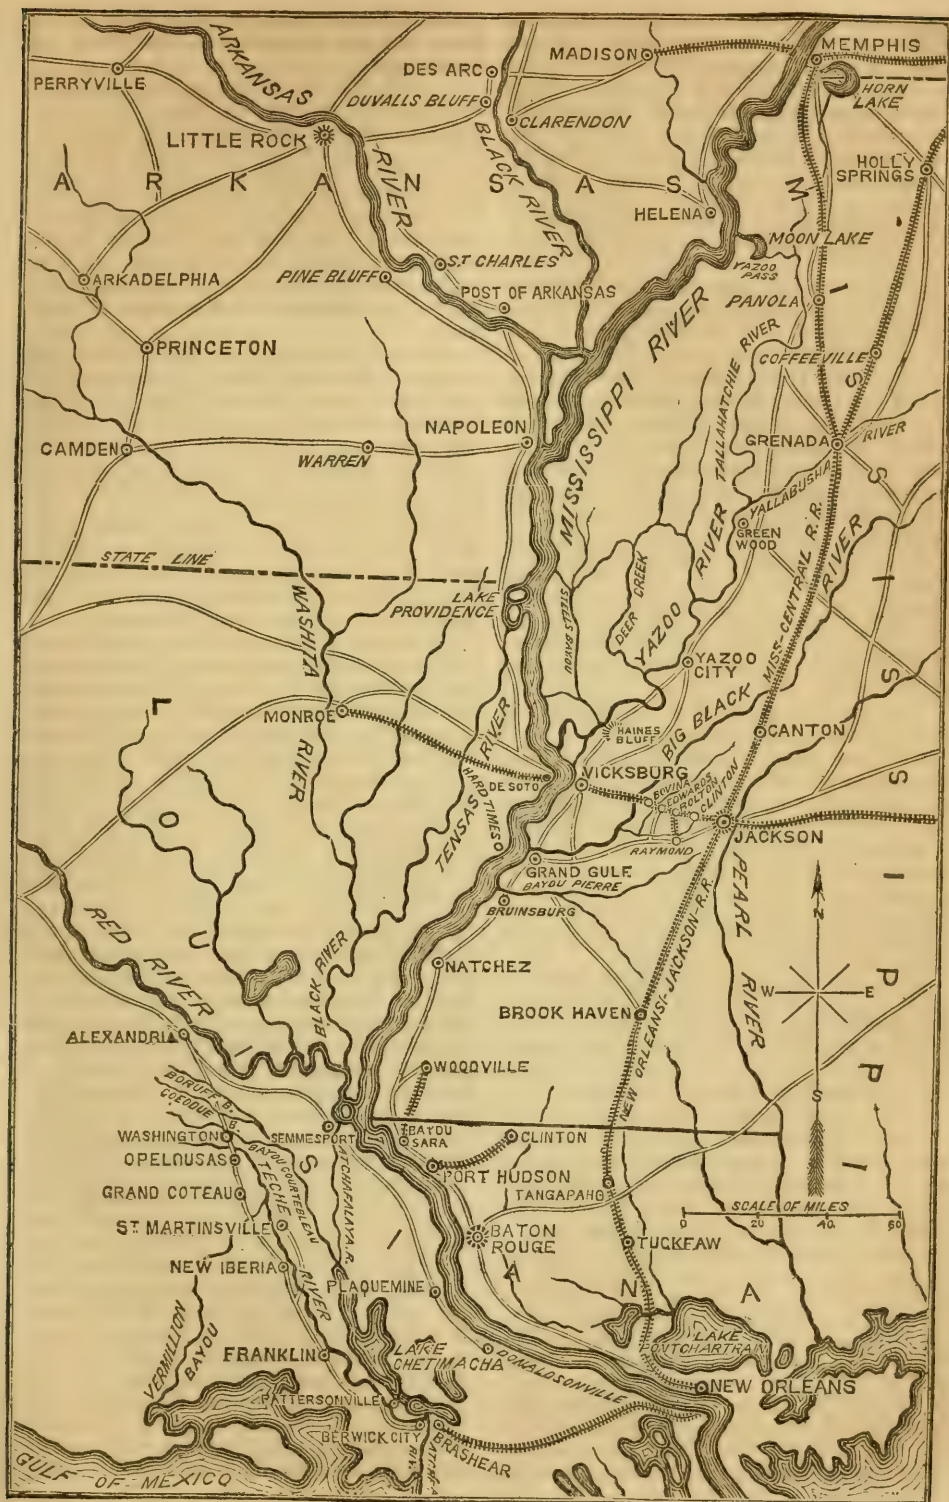 ARKANSAS
RIVER
MADISON
MEMPHIS
PERRYVILLE
DES ARC
HORN
LAKE
DUVALLS BLUFF
CLARENDON
LITTLE ROCK
BLACK RIVER
HOLLY
SPRINGS
ARKANSAS
HELENA
MOON LAKE
YAZOO
PASS
ST CHARLES
ARKADELPHIA
PINE BLUFF
POST OF ARKANSAS
PANOLA
MISSISSIPPI RIVER
PRINCETON
COFFEEVILLE
TALLAHATCHIE RIVER
NAPOLEON
CAMDEN
WARREN
GRENADA
RIVER
YALLABUSHA
GREEN
WOOD
STATE LINE
LAKE
PROVIDENCE
WASHITA
RIVER
STEELS BAYOU
DEER CREEK
YAZOO
RIVER
MISS-CENTRAL R.R.
YAZOO
CITY
BIG BLACK
RIVER
MISSISSIPPI
MONROE
HAINES
BLUFF
CANTON
TENSAS
RIVER
HARD TIMES
DE SOTO
VICKSBURG
BOVINA
EDWARDS
BOLTON
CLINTON
JACKSON
RAYMOND
GRAND GULF
BAYOU PIERRE
BRUINSBURG
PEARL
RIVER
N
W
E
S
RED
RIVER
BLACK RIVER
NATCHEZ
BROOK HAVEN
NEW ORLEANS-JACKSON-R.R.
ALEXANDRIA
WOODVILLE
BORUFF B.
COEODUE B.
WASHINGTON
SEMMESPORT
BAYOU
SARA
CLINTON
OPELOUSAS
BAYOU COURTEBLEAU
PORT HUDSON
TANGAPAHO
GRAND COTEAU
TECHE
RIVER
ATCHAFALAYA R.
SCALE OF MILES
0 20 40 60
ST MARTINSVILLE
BATON
ROUGE
TUCKEAW
NEW IBERIA
PLAQUEMINE
LOUISIANA
VERMILLION
BAYOU
FRANKLIN
LAKE
CHETIMACHA
DONALDSONVILLE
LAKE
PONTCHARTRAIN
NEW ORLEANS
PATTERSONVILLE
BERWICK CITY
BRASHEAR
GULF OF MEXICO